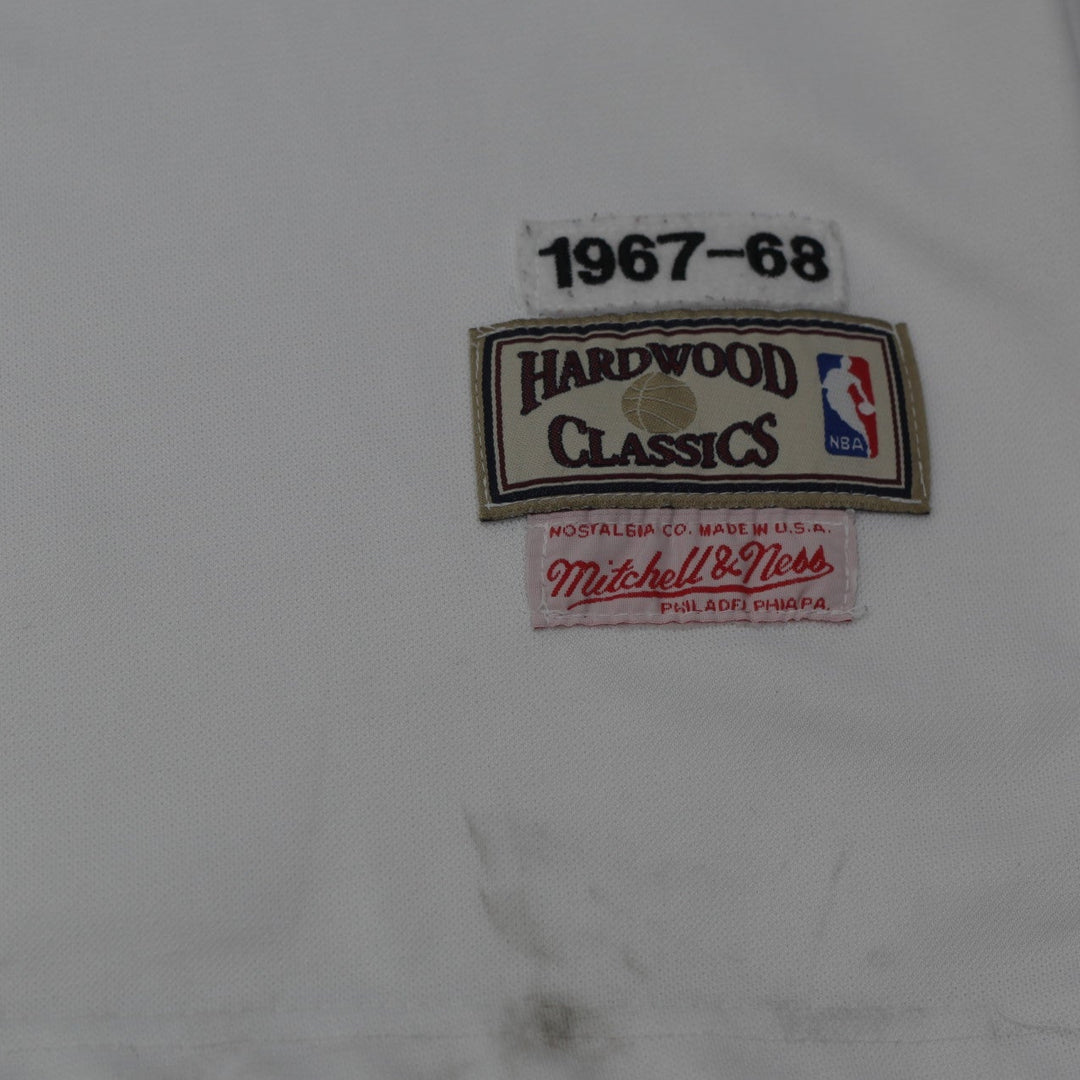 1967-68
HARDWOOD
CLASSICS
NBA
NOSTALGIA CO. MADE IN U.S.A.
Mitchell & Ness
PHILADELPHIA PA.